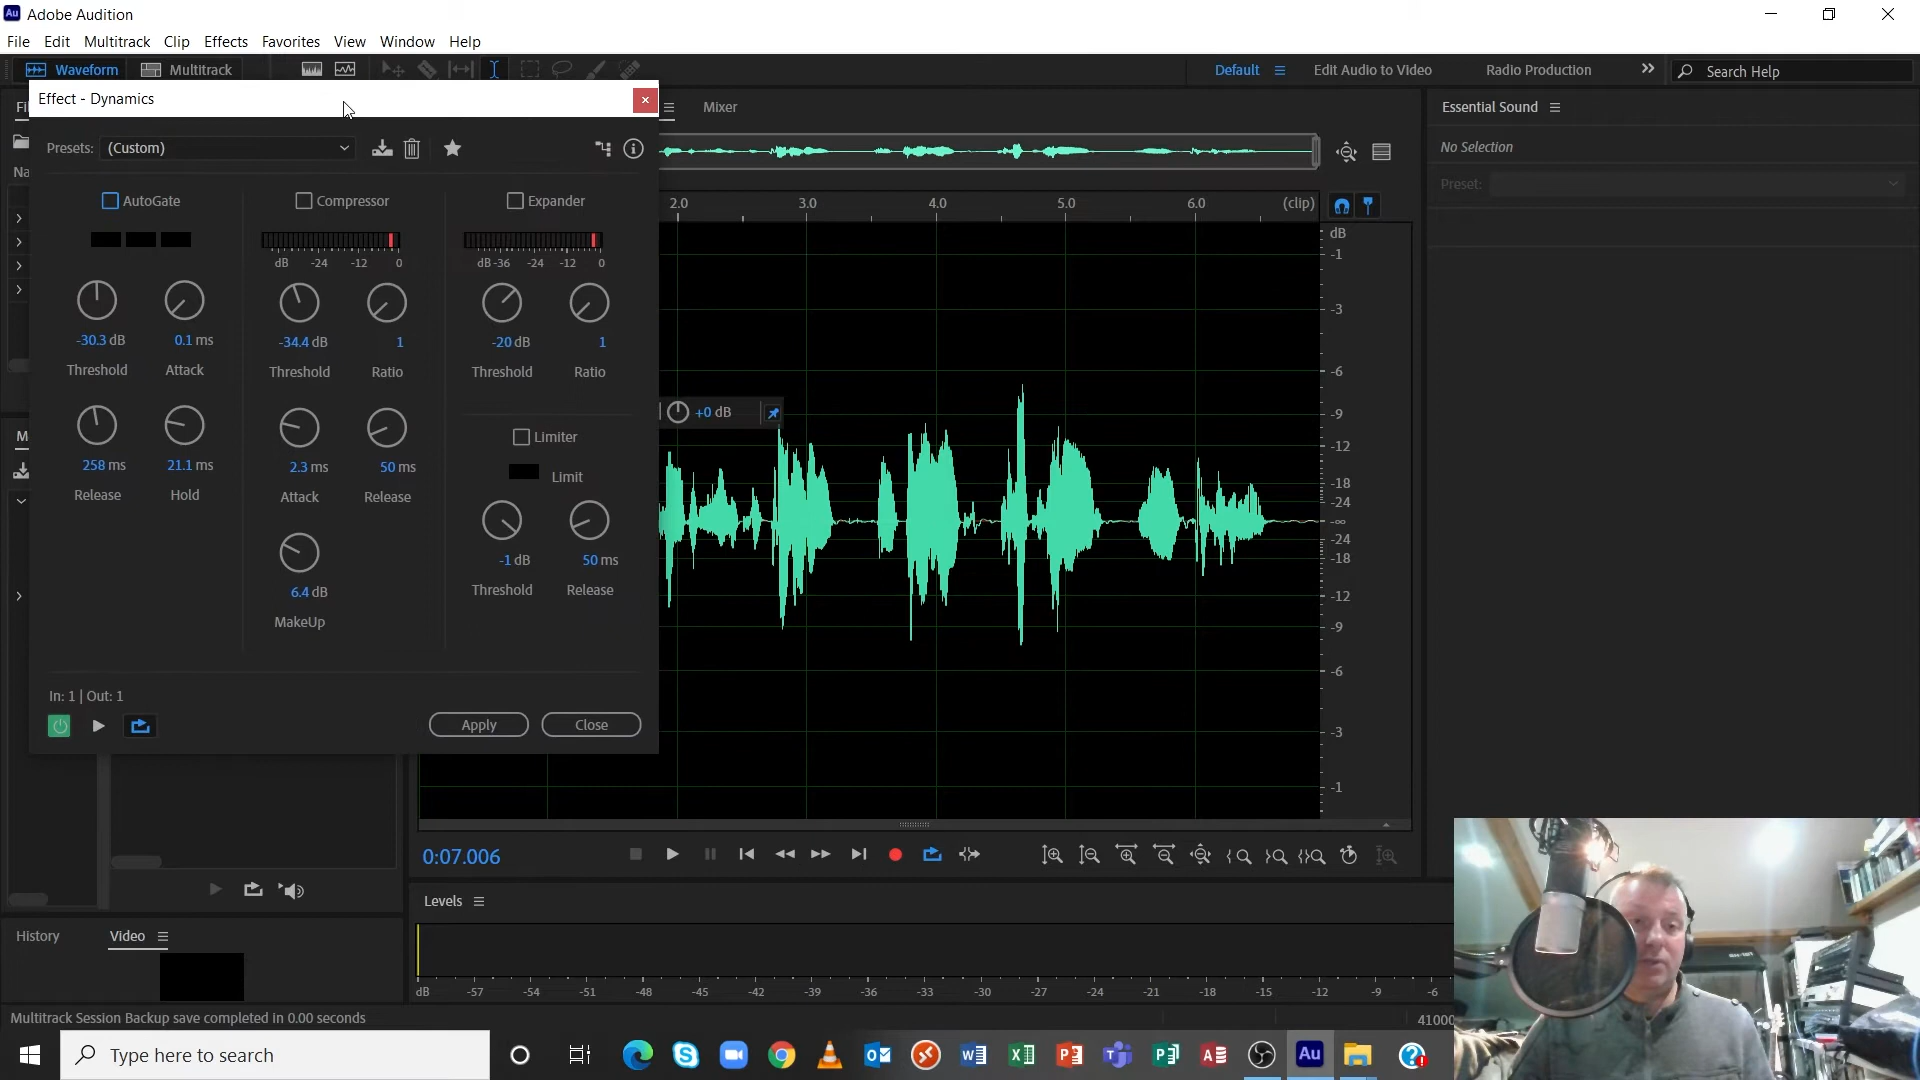 Au Adobe Audition
File Edit Multitrack Clip Effects Favorites View Window Help
Waveform Multitrack Default Edit Audio to Video Radio Production Search Help
Effect - Dynamics
Mixer
Essential Sound
Presets: (Custom)
No Selection
Na
Preset:
AutoGate Compressor Expander
2.0 3.0 4.0 5.0 6.0 (clip)
dB
dB -24 -12 0
dB -36 -24 -12 0
-1
-3
-6
-9
-12
-18
-24
-∞
-24
-18
-12
-9
-6
-3
-1
-30.3 dB 0.1 ms -34.4 dB 1 -20 dB 1
Threshold Attack Threshold Ratio Threshold Ratio
+0 dB
M
Limiter
258 ms 21.1 ms 2.3 ms 50 ms
Limit
Release Hold Attack Release
-1 dB 50 ms
Threshold Release
6.4 dB
MakeUp
In: 1 | Out: 1
Apply Close
0:07.006
Levels
History Video
dB -57 -54 -51 -48 -45 -42 -39 -36 -33 -30 -27 -24 -21 -18 -15 -12 -9 -6
Multitrack Session Backup save completed in 0.00 seconds
41000
Type here to search
Au